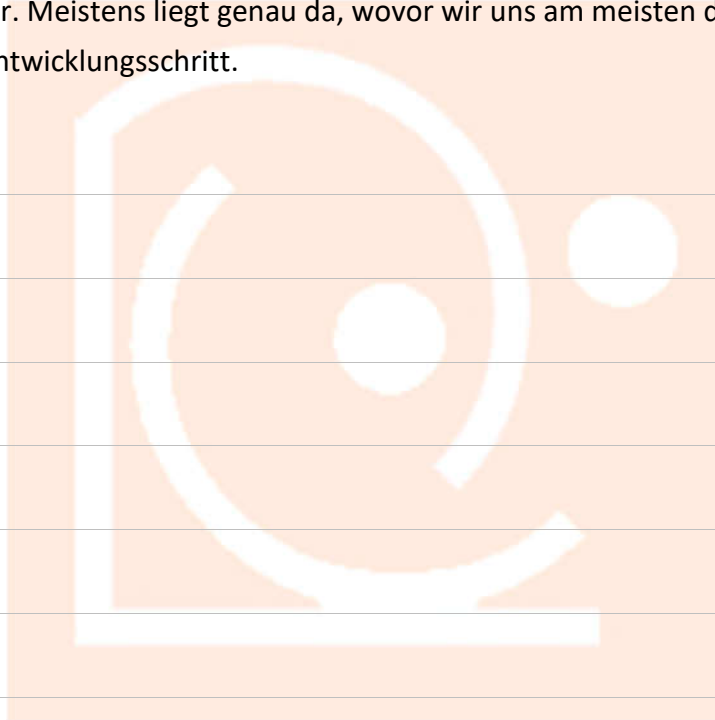 r. Meistens liegt genau da, wovor wir uns am meisten
ntwicklungsschritt.